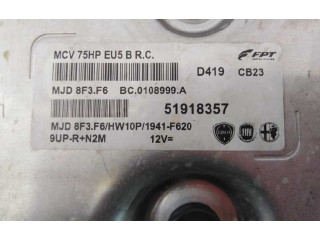 MCV 75HP EU5 B R.C.
FPT
D419 CB23
MJD 8F3.F6 BC.0108999.A
51918357
MJD 8F3.F6/HW10P/1941-F620
9UP-R+N2M 12V=